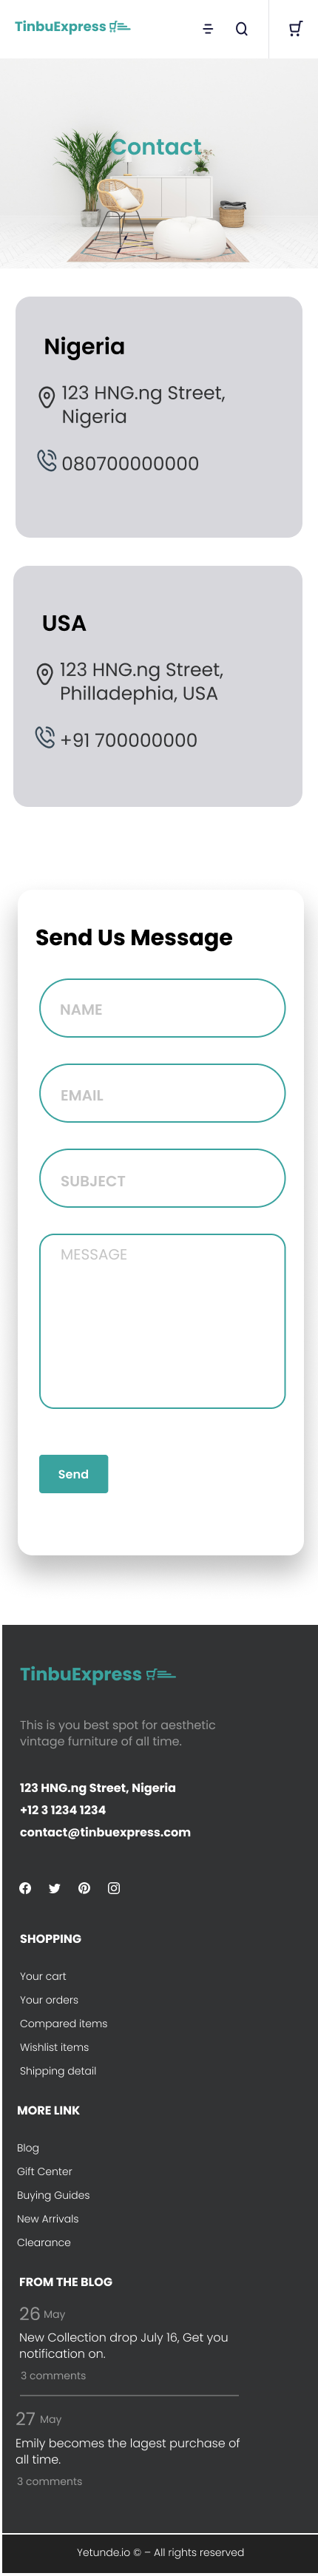 TinbuExpress
Contact
Nigeria
123 HNG.ng Street,
Nigeria
080700000000
USA
123 HNG.ng Street,
Philladephia, USA
+91 700000000
Send Us Message
NAME
EMAIL
SUBJECT
MESSAGE
Send
TinbuExpress
This is you best spot for aesthetic
vintage furniture of all time.
123 HNG.ng Street, Nigeria
+12 3 1234 1234
contact@tinbuexpress.com
SHOPPING
Your cart
Your orders
Compared items
Wishlist items
Shipping detail
MORE LINK
Blog
Gift Center
Buying Guides
New Arrivals
Clearance
FROM THE BLOG
26 May
New Collection drop July 16, Get you
notification on.
3 comments
27 May
Emily becomes the lagest purchase of
all time.
3 comments
Yetunde.io © – All rights reserved